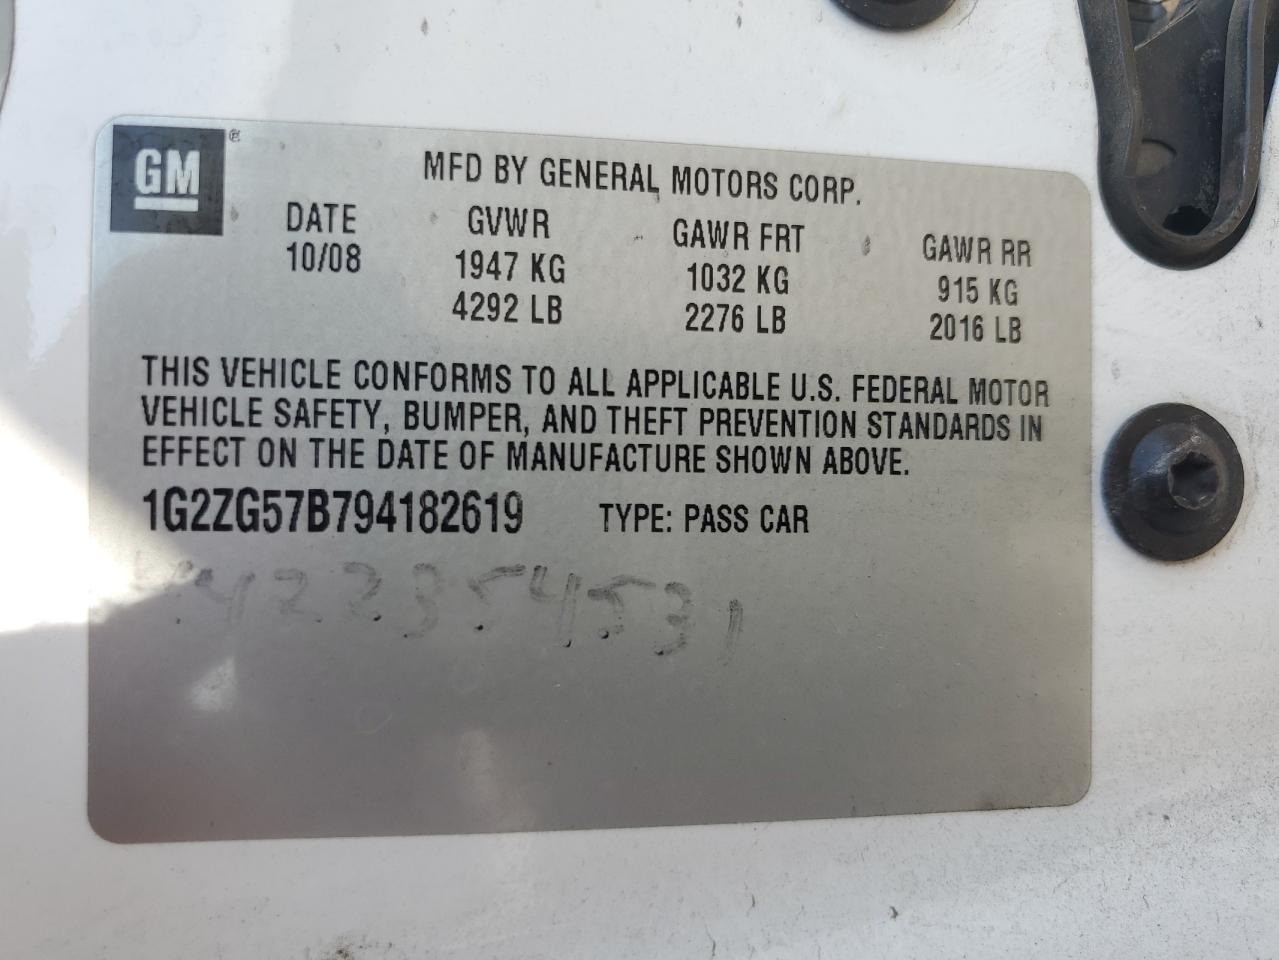 GM ®
MFD BY GENERAL MOTORS CORP.
DATE GVWR GAWR FRT GAWR RR
10/08 1947 KG 1032 KG 915 KG
4292 LB 2276 LB 2016 LB
THIS VEHICLE CONFORMS TO ALL APPLICABLE U.S. FEDERAL MOTOR
VEHICLE SAFETY, BUMPER, AND THEFT PREVENTION STANDARDS IN
EFFECT ON THE DATE OF MANUFACTURE SHOWN ABOVE.
1G2ZG57B794182619 TYPE: PASS CAR